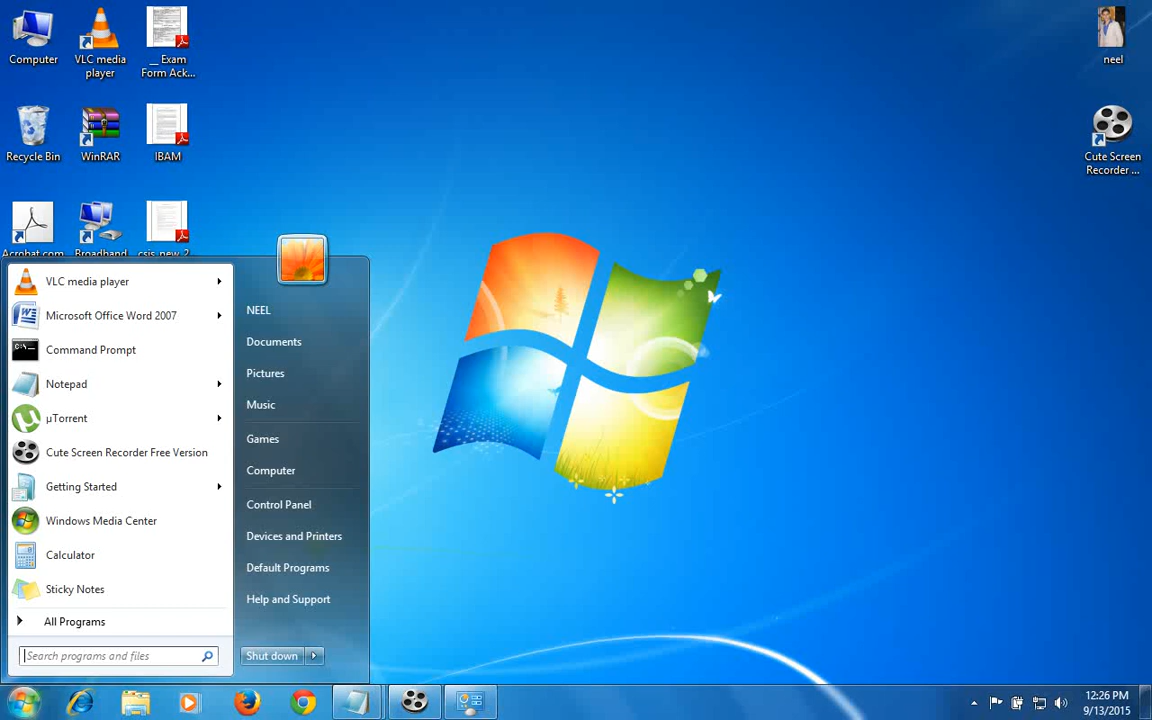 Computer
VLC media
player
__ Exam
Form Ack...
neel
Recycle Bin
WinRAR
IBAM
Cute Screen
Recorder ...
Acrobat.com
Broadband
csis_new_2
VLC media player
Microsoft Office Word 2007
Command Prompt
Notepad
µTorrent
Cute Screen Recorder Free Version
Getting Started
Windows Media Center
Calculator
Sticky Notes
All Programs
Search programs and files
NEEL
Documents
Pictures
Music
Games
Computer
Control Panel
Devices and Printers
Default Programs
Help and Support
Shut down
12:26 PM
9/13/2015